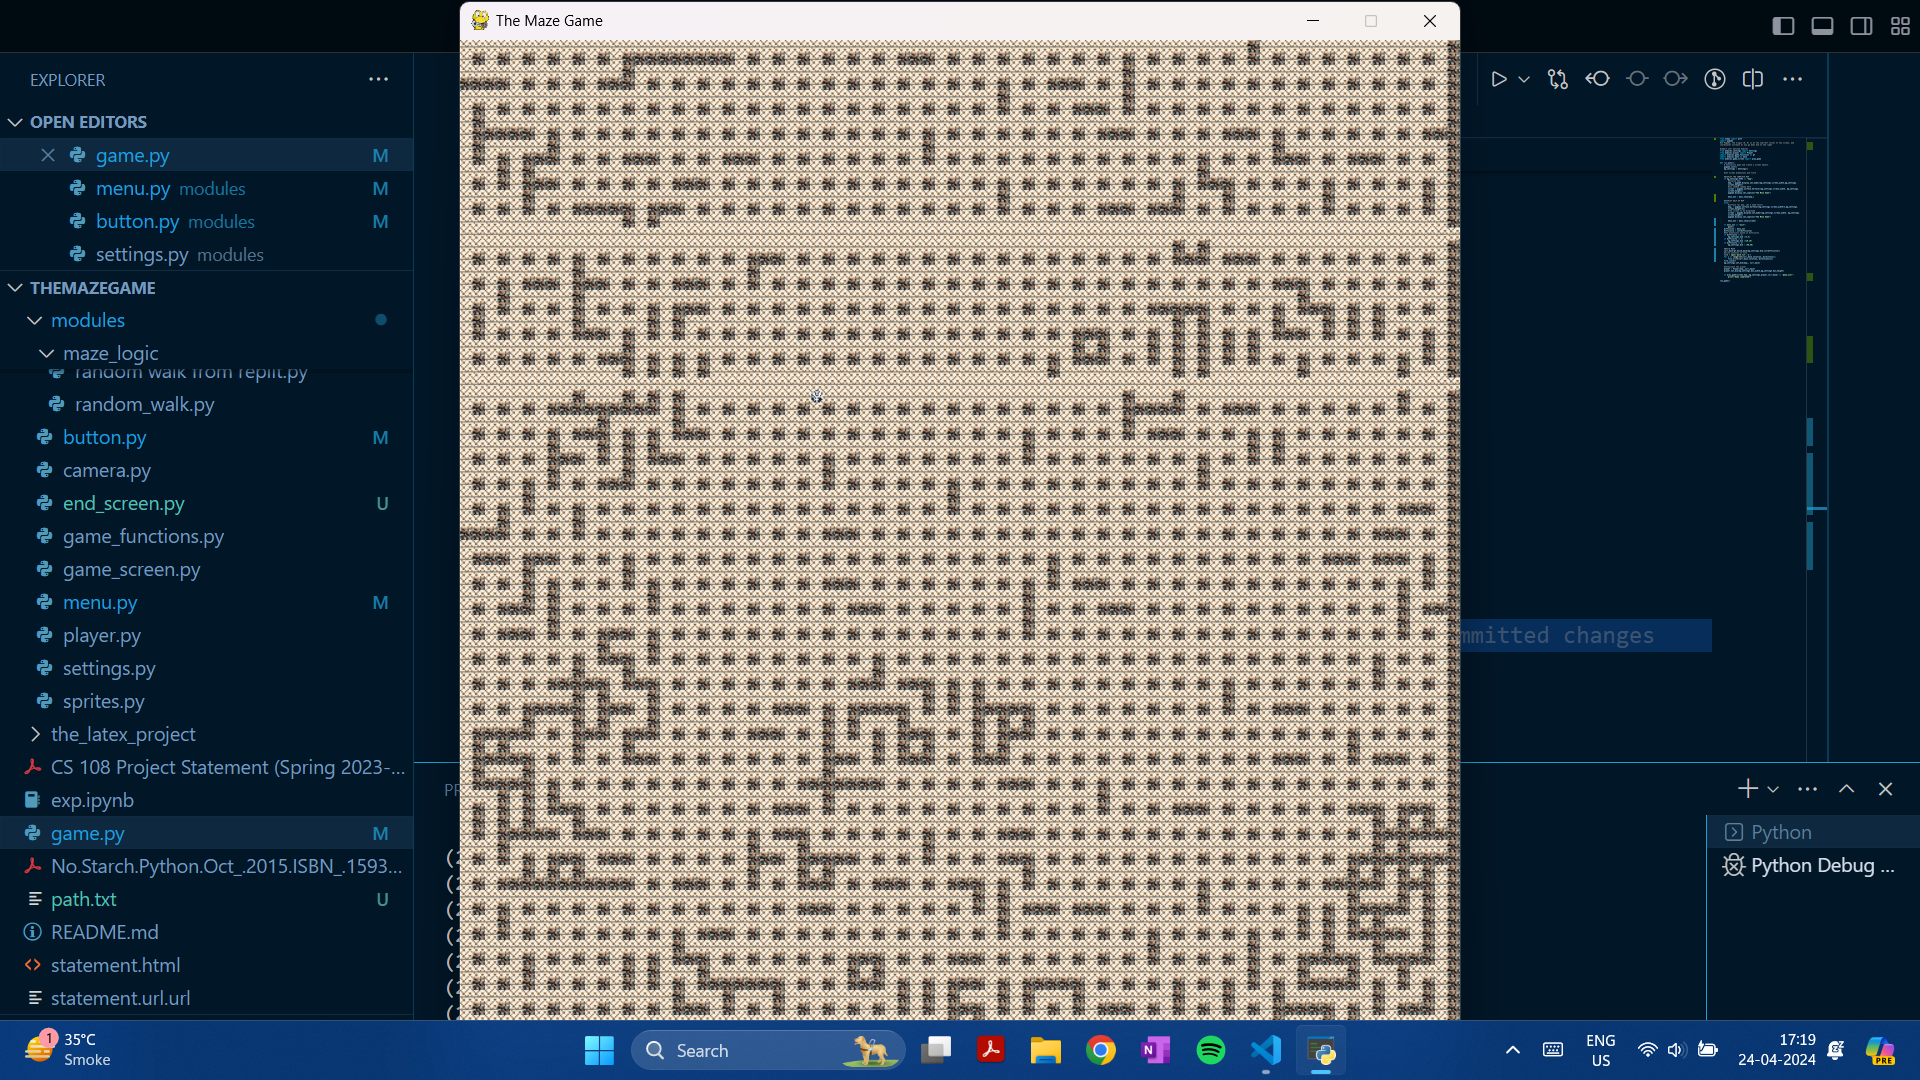 The Maze Game
EXPLORER
OPEN EDITORS
game.py M
menu.py modules M
button.py modules M
settings.py modules
THEMAZEGAME
modules
maze_logic
random walk from replit.py
random_walk.py
button.py M
camera.py
end_screen.py U
game_functions.py
game_screen.py
menu.py M
player.py
settings.py
sprites.py
the_latex_project
CS 108 Project Statement (Spring 2023-...
exp.ipynb
game.py M
No.Starch.Python.Oct_.2015.ISBN_.1593...
path.txt U
README.md
statement.html
statement.url.url
mmitted changes
Python
Python Debug ...
1
35°C
Smoke
Search
ENG
US
17:19
24-04-2024
PRE